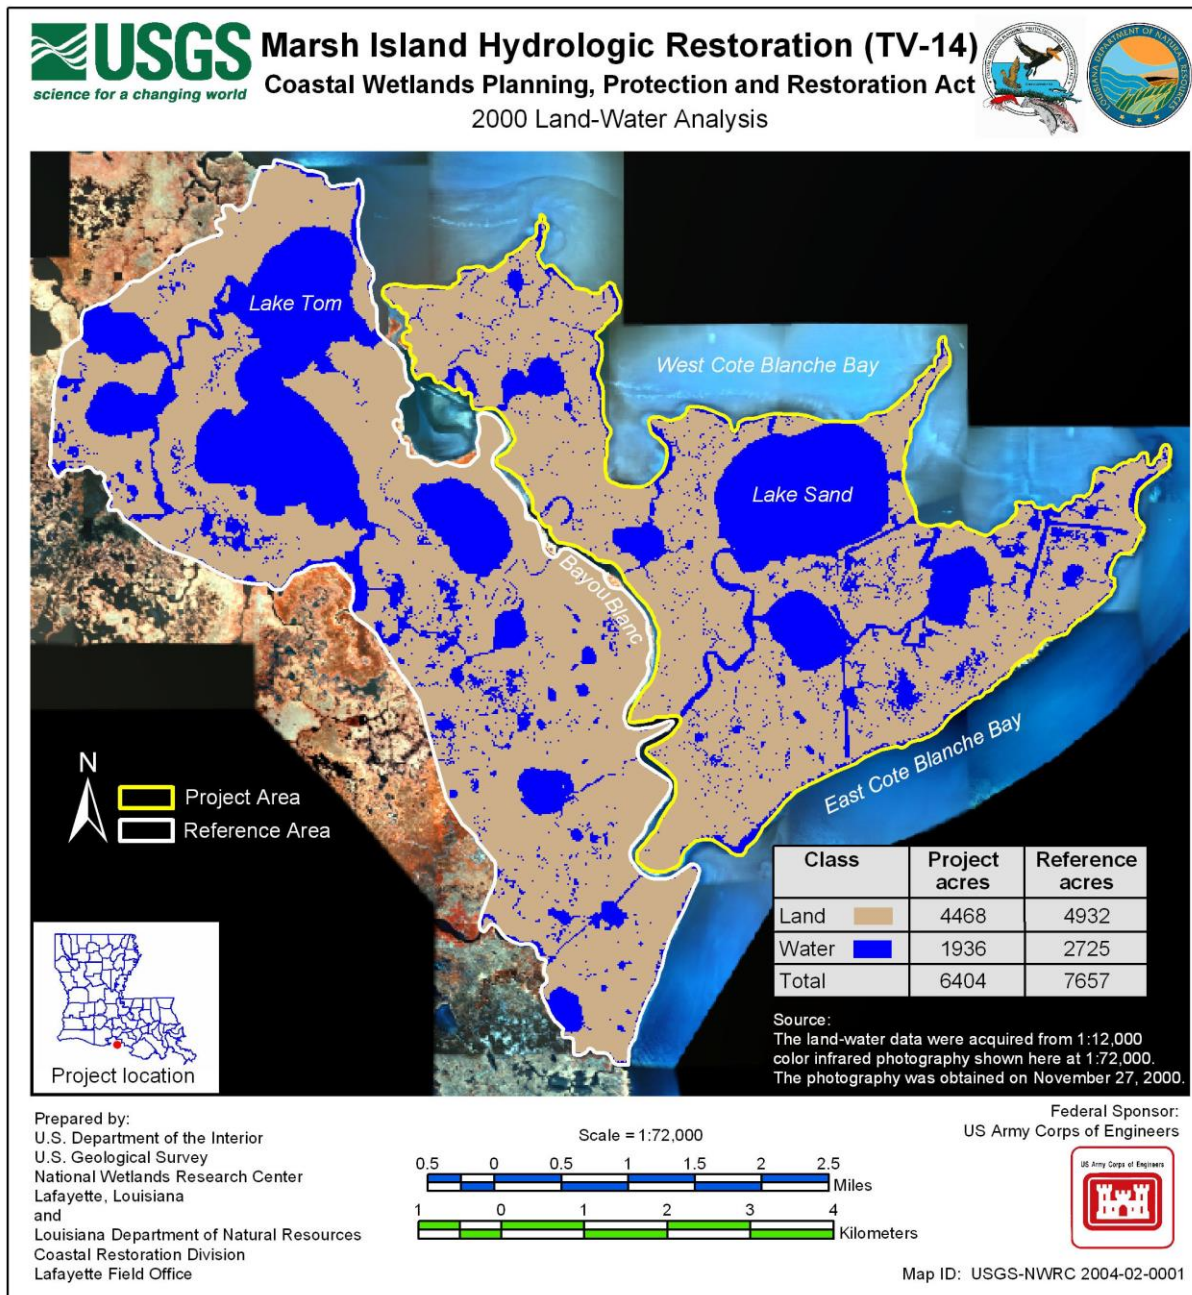 USGS
science for a changing world
Marsh Island Hydrologic Restoration (TV-14)
Coastal Wetlands Planning, Protection and Restoration Act
2000 Land-Water Analysis
LOUISIANA DEPARTMENT OF NATURAL RESOURCES
Lake Tom
West Cote Blanche Bay
Lake Sand
Bayou Blanc
East Cote Blanche Bay
N
Project Area
Reference Area
Class Project acres Reference acres
Land 4468 4932
Water 1936 2725
Total 6404 7657
Source:
The land-water data were acquired from 1:12,000
color infrared photography shown here at 1:72,000.
The photography was obtained on November 27, 2000.
Project location
Prepared by:
U.S. Department of the Interior
U.S. Geological Survey
National Wetlands Research Center
Lafayette, Louisiana
and
Louisiana Department of Natural Resources
Coastal Restoration Division
Lafayette Field Office
Scale = 1:72,000
0.5 0 0.5 1 1.5 2 2.5
Miles
1 0 1 2 3 4
Kilometers
Federal Sponsor:
US Army Corps of Engineers
US Army Corps of Engineers
Map ID: USGS-NWRC 2004-02-0001